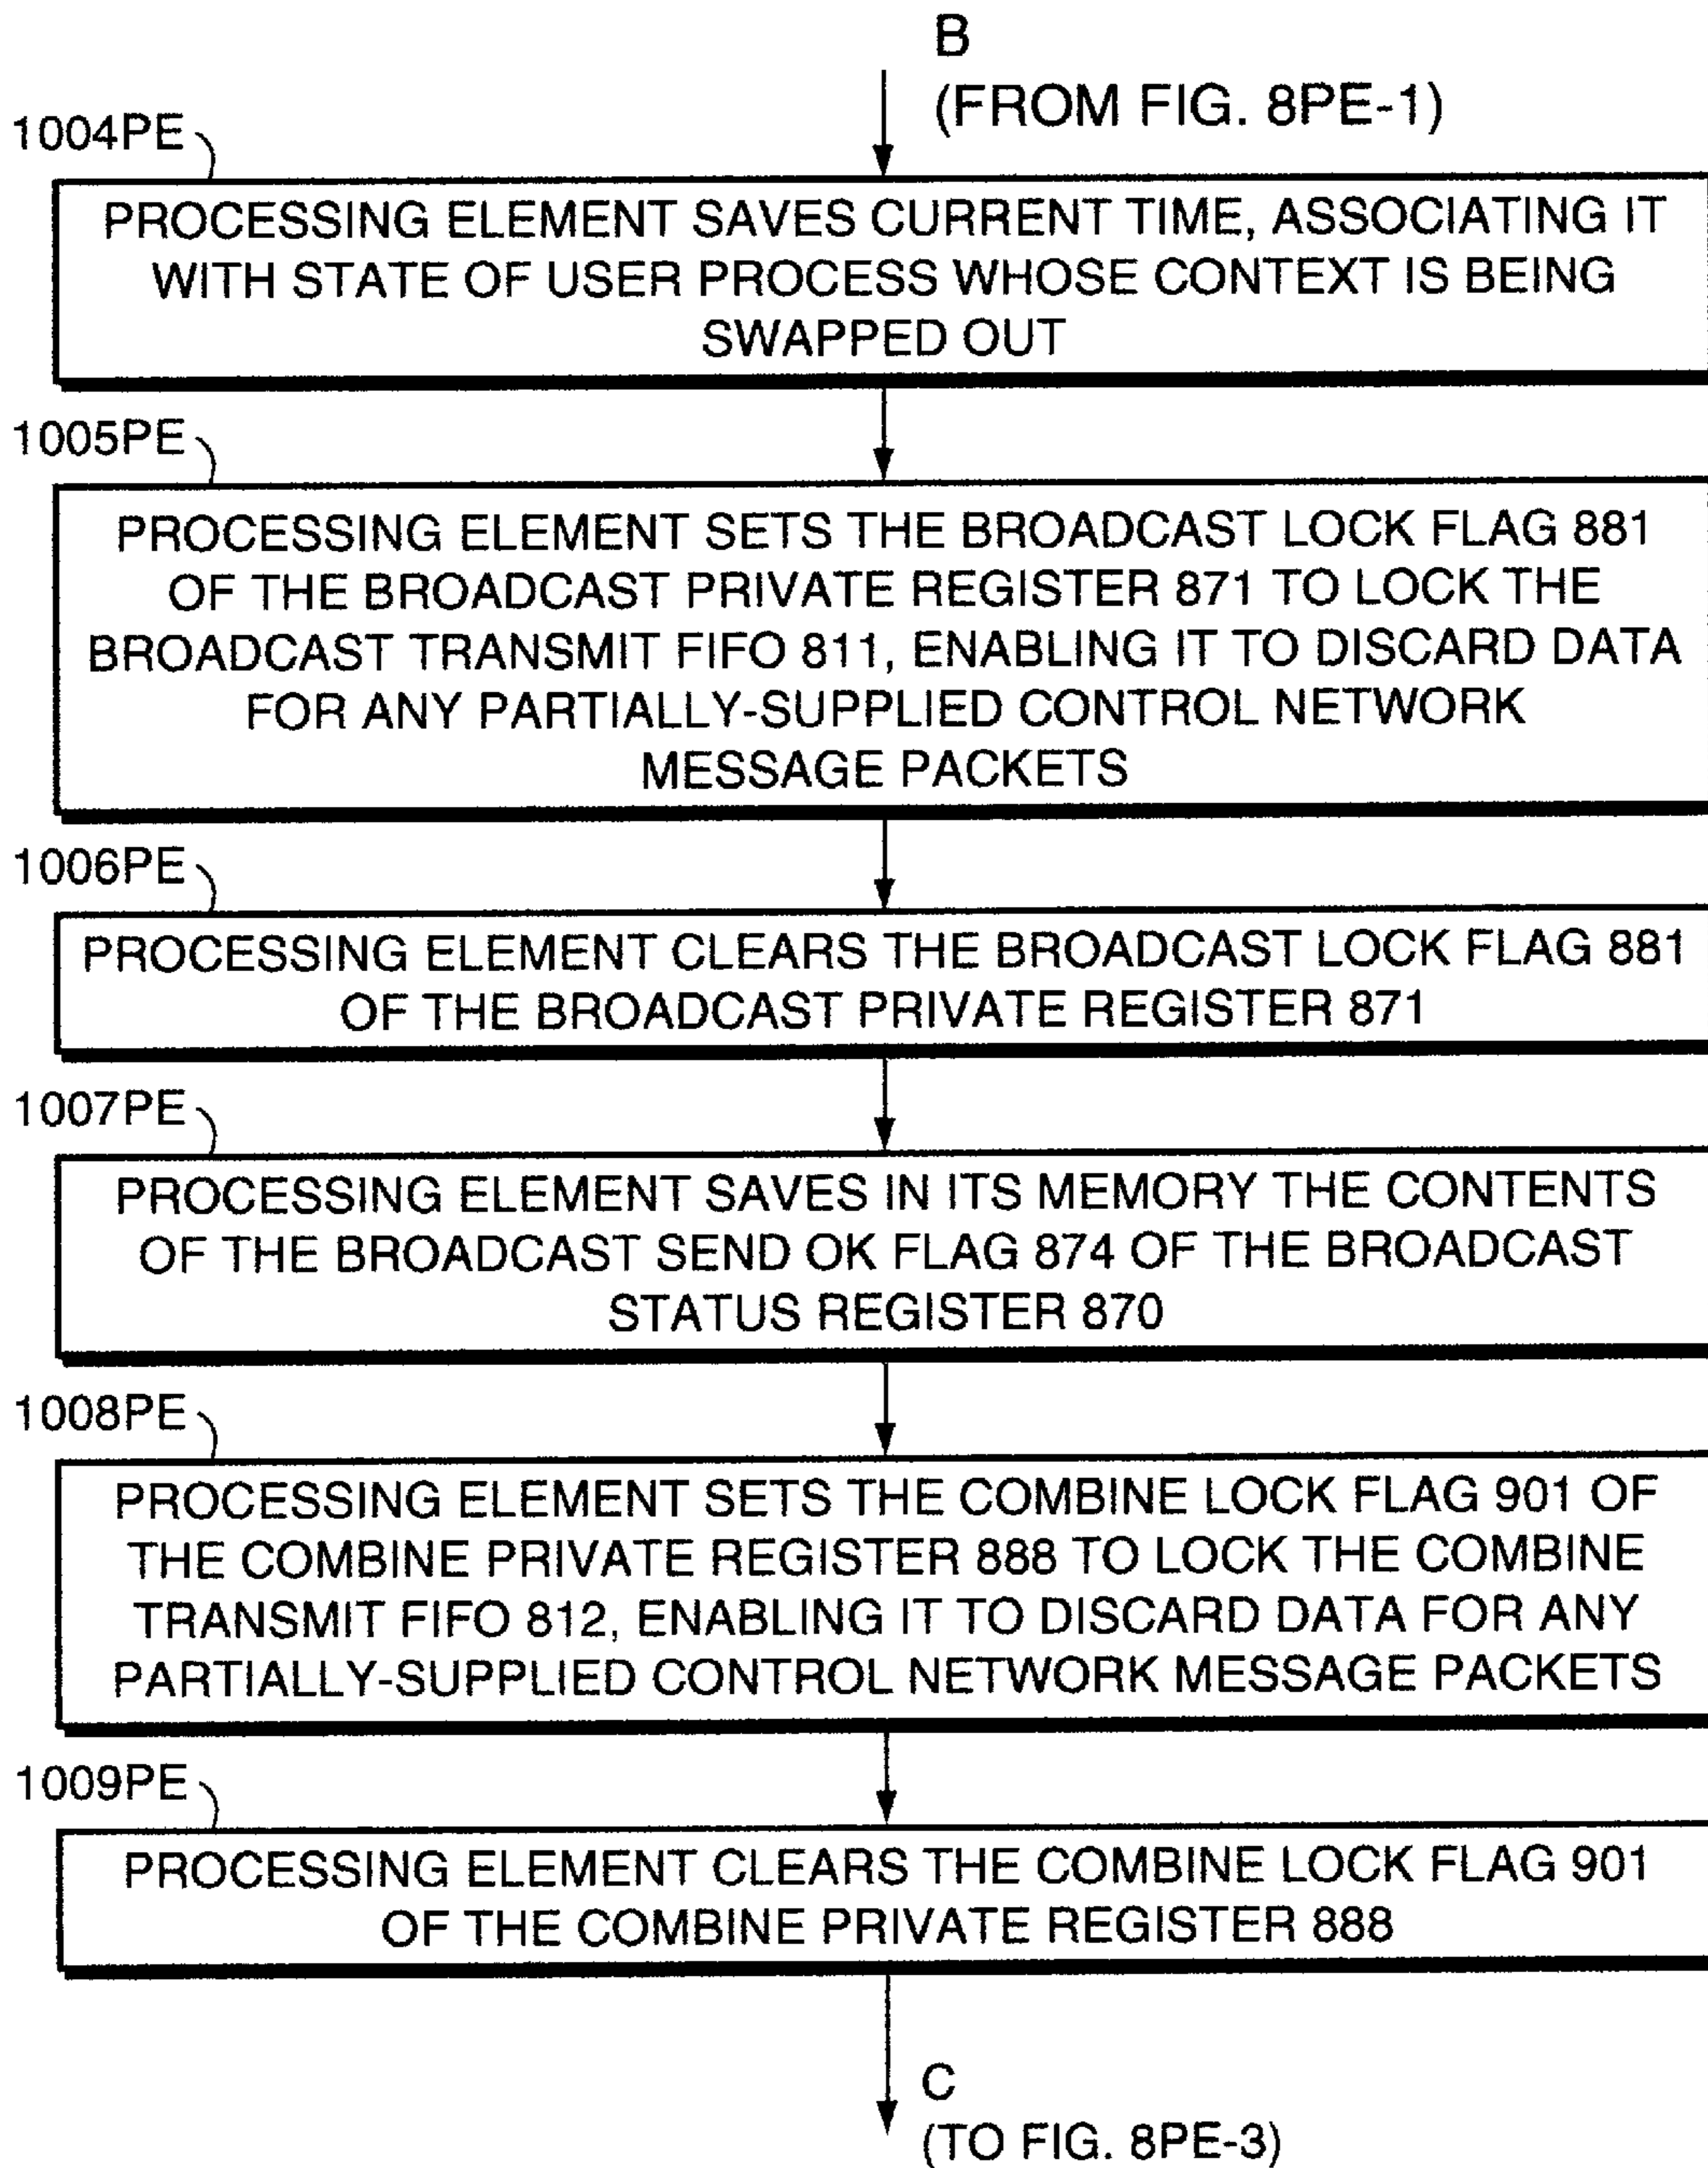 B
(FROM FIG. 8PE-1)
1004PE
PROCESSING ELEMENT SAVES CURRENT TIME, ASSOCIATING IT
WITH STATE OF USER PROCESS WHOSE CONTEXT IS BEING
SWAPPED OUT
1005PE
PROCESSING ELEMENT SETS THE BROADCAST LOCK FLAG 881
OF THE BROADCAST PRIVATE REGISTER 871 TO LOCK THE
BROADCAST TRANSMIT FIFO 811, ENABLING IT TO DISCARD DATA
FOR ANY PARTIALLY-SUPPLIED CONTROL NETWORK
MESSAGE PACKETS
1006PE
PROCESSING ELEMENT CLEARS THE BROADCAST LOCK FLAG 881
OF THE BROADCAST PRIVATE REGISTER 871
1007PE
PROCESSING ELEMENT SAVES IN ITS MEMORY THE CONTENTS
OF THE BROADCAST SEND OK FLAG 874 OF THE BROADCAST
STATUS REGISTER 870
1008PE
PROCESSING ELEMENT SETS THE COMBINE LOCK FLAG 901 OF
THE COMBINE PRIVATE REGISTER 888 TO LOCK THE COMBINE
TRANSMIT FIFO 812, ENABLING IT TO DISCARD DATA FOR ANY
PARTIALLY-SUPPLIED CONTROL NETWORK MESSAGE PACKETS
1009PE
PROCESSING ELEMENT CLEARS THE COMBINE LOCK FLAG 901
OF THE COMBINE PRIVATE REGISTER 888
C
(TO FIG. 8PE-3)